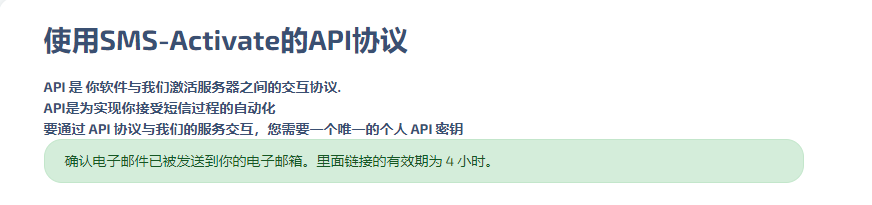 使用SMS-Activate的API协议
API 是 你软件与我们激活服务器之间的交互协议.
API是为实现你接受短信过程的自动化
要通过 API 协议与我们的服务交互，您需要一个唯一的个人 API 密钥
确认电子邮件已被发送到你的电子邮箱。里面链接的有效期为 4 小时。